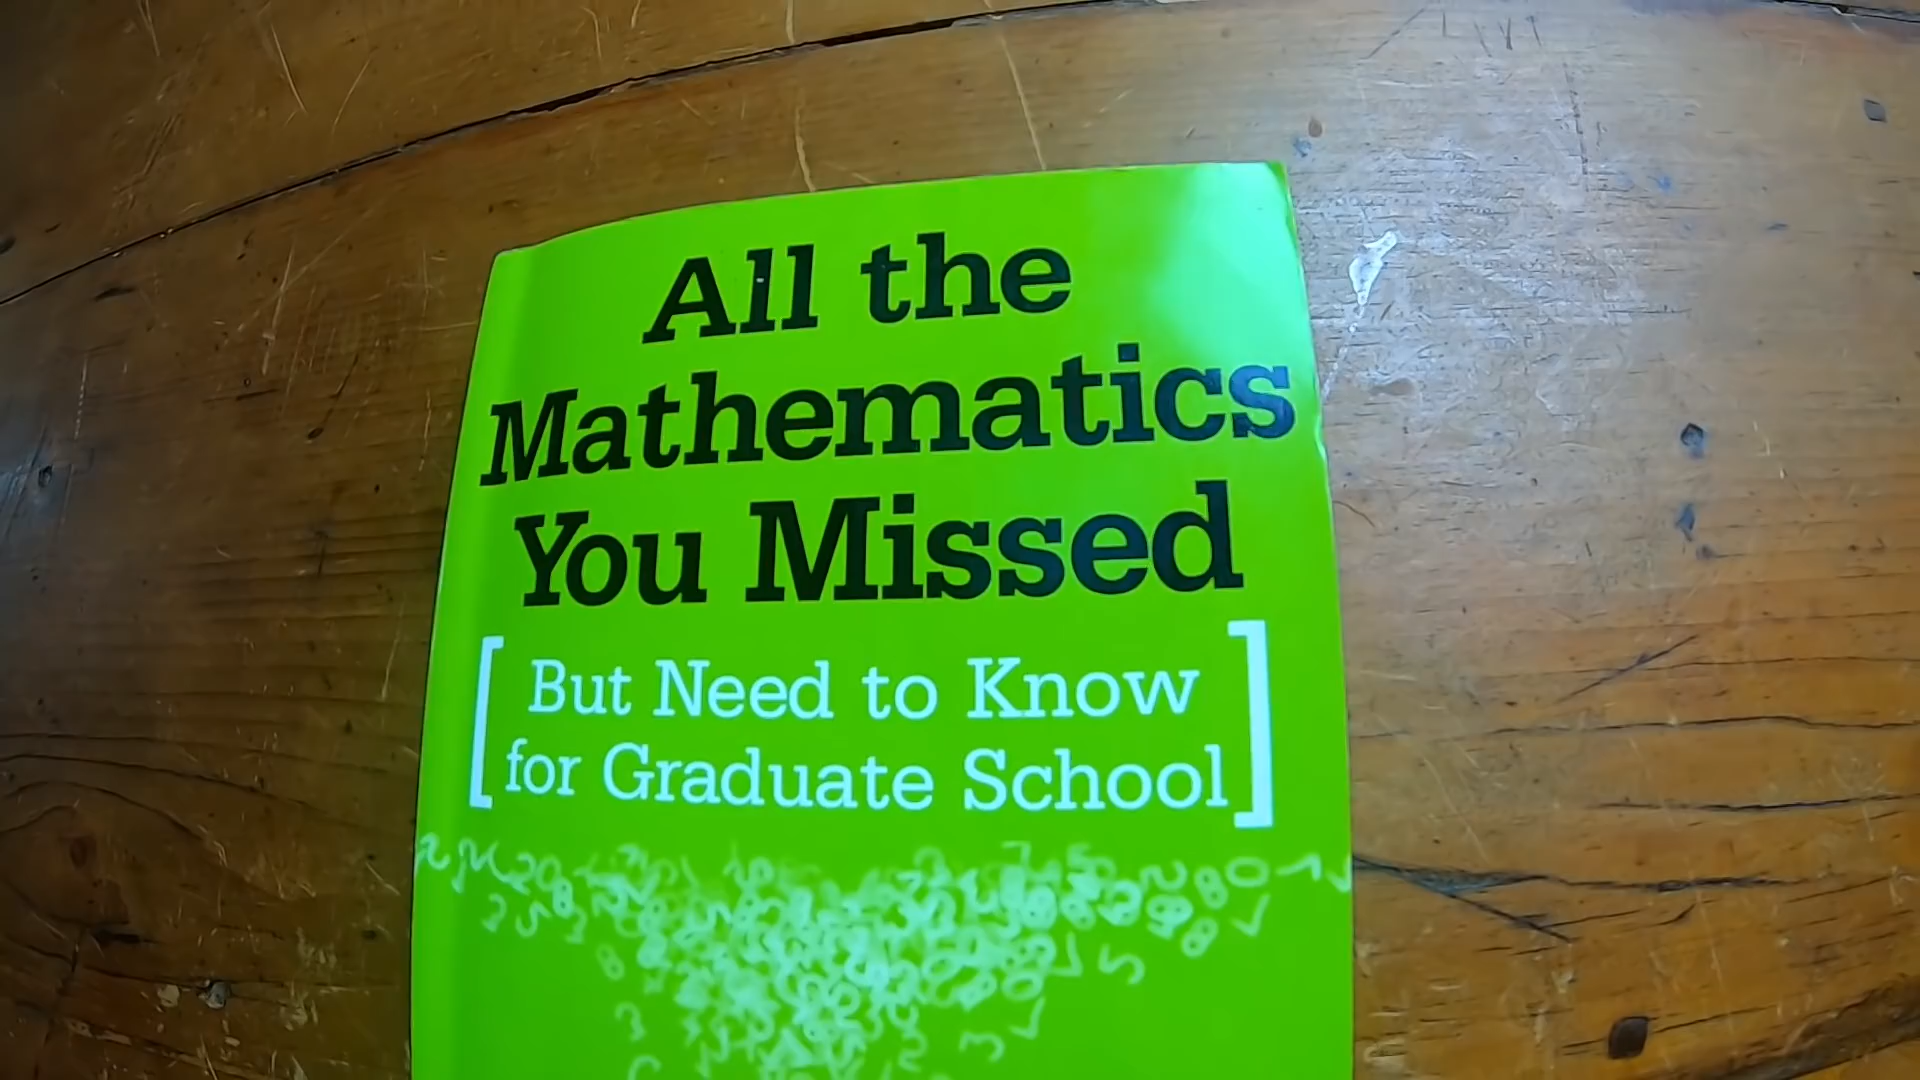 All the
Mathematics
You Missed
[But Need to Know
for Graduate School]